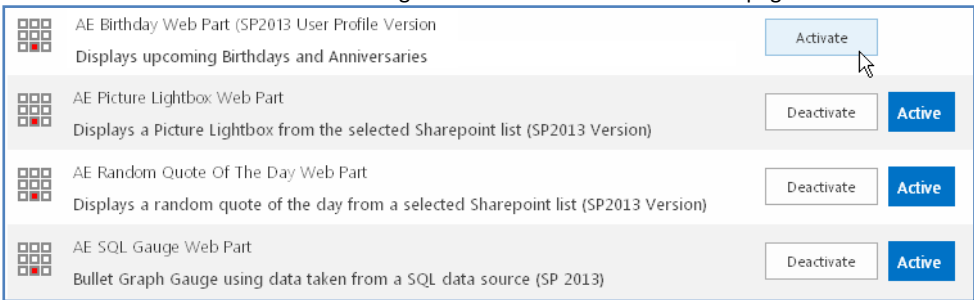 AE Birthday Web Part (SP2013 User Profile Version
Activate
Displays upcoming Birthdays and Anniversaries
AE Picture Lightbox Web Part
Deactivate
Active
Displays a Picture Lightbox from the selected Sharepoint list (SP2013 Version)
AE Random Quote Of The Day Web Part
Deactivate
Active
Displays a random quote of the day from a selected Sharepoint list (SP2013 Version)
AE SQL Gauge Web Part
Deactivate
Active
Bullet Graph Gauge using data taken from a SQL data source (SP 2013)